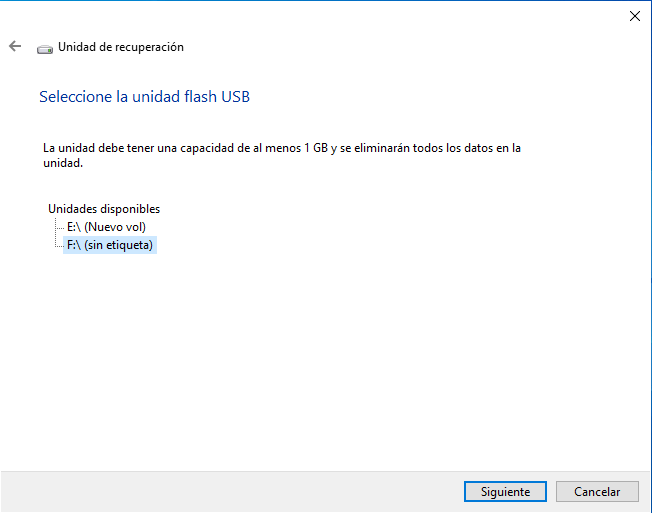 Unidad de recuperación
Seleccione la unidad flash USB
La unidad debe tener una capacidad de al menos 1 GB y se eliminarán todos los datos en la
unidad.
Unidades disponibles
E:\ (Nuevo vol)
F:\ (sin etiqueta)
Siguiente Cancelar